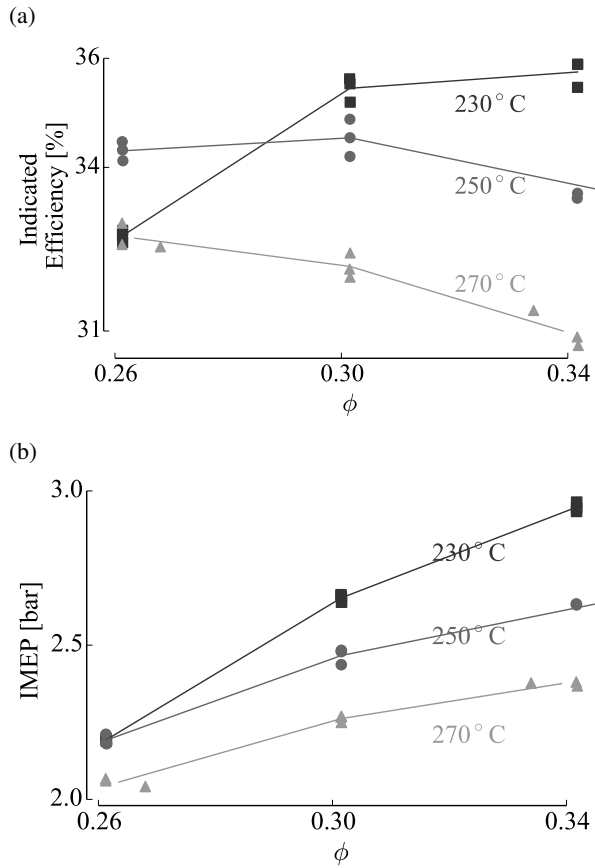 (a)
36
34
31
Indicated
Efficiency [%]
230°C
250°C
270°C
0.26
0.30
0.34
ϕ
(b)
3.0
2.5
2.0
IMEP [bar]
230°C
250°C
270°C
0.26
0.30
0.34
ϕ